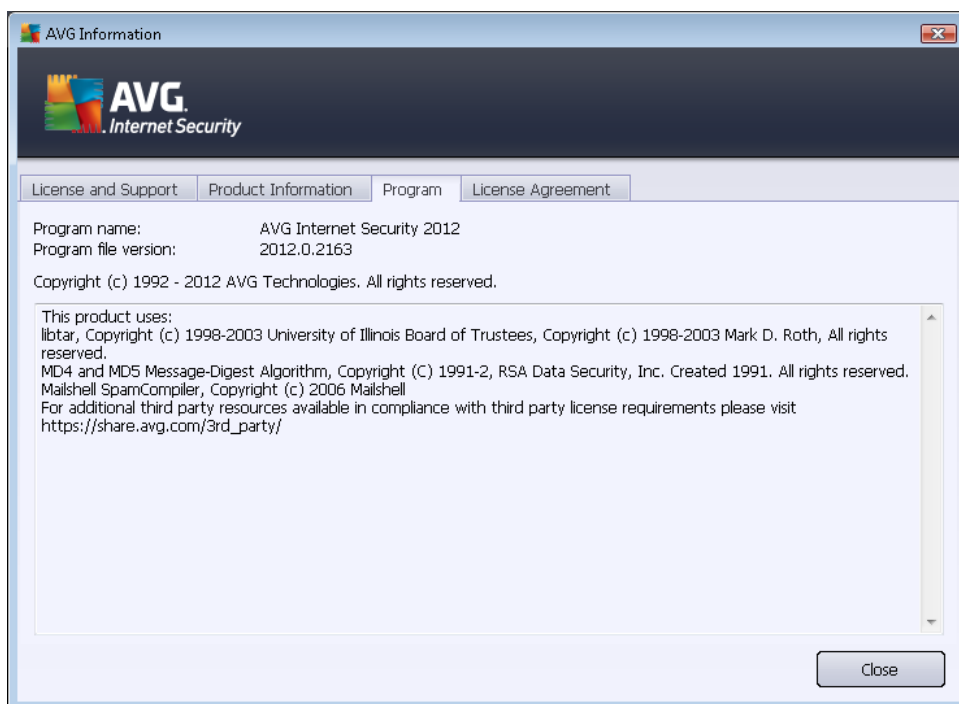 AVG Information
AVG.
Internet Security
License and Support
Product Information
Program
License Agreement
Program name: AVG Internet Security 2012
Program file version: 2012.0.2163
Copyright (c) 1992 - 2012 AVG Technologies. All rights reserved.
This product uses:
libtar, Copyright (c) 1998-2003 University of Illinois Board of Trustees, Copyright (c) 1998-2003 Mark D. Roth, All rights
reserved.
MD4 and MD5 Message-Digest Algorithm, Copyright (C) 1991-2, RSA Data Security, Inc. Created 1991. All rights reserved.
Mailshell SpamCompiler, Copyright (c) 2006 Mailshell
For additional third party resources available in compliance with third party license requirements please visit
https://share.avg.com/3rd_party/
Close